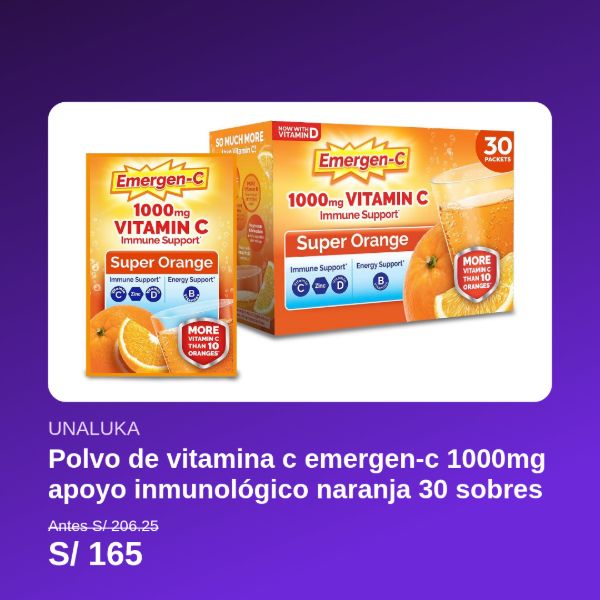 Emergen-C
1000mg
VITAMIN C
Immune Support*
Super Orange
Immune Support*
Energy Support*
C
Zinc
D
B
MORE
VITAMIN C
THAN 10
ORANGES
SO MUCH MORE
than Vitamin C!
NOW WITH
VITAMIN D
Emergen-C
30
PACKETS
1000mg VITAMIN C
Immune Support*
Super Orange
Immune Support*
Energy Support*
C
Zinc
D
B
MORE
VITAMIN C
THAN 10
ORANGES
UNALUKA
Polvo de vitamina c emergen-c 1000mg
apoyo inmunológico naranja 30 sobres
Antes S/ 206.25
S/ 165